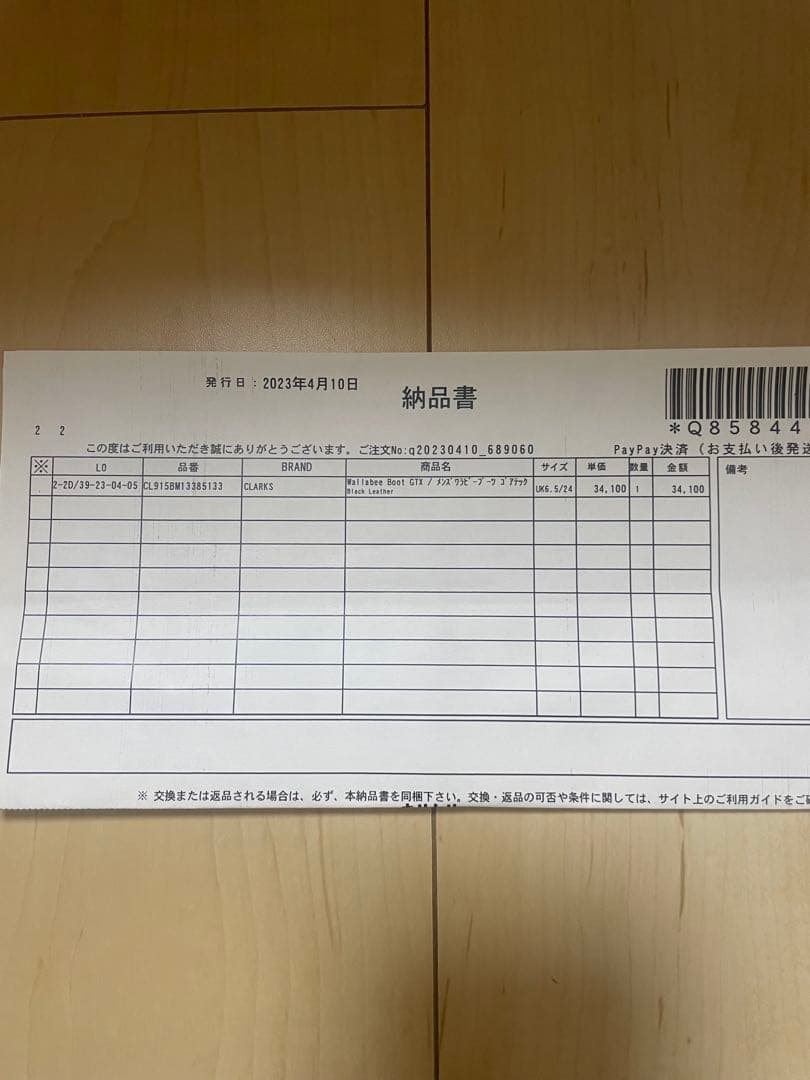 発行日：2023年4月10日
納品書
*Q85844
2 2
この度はご利用いただき誠にありがとうございます。ご注文No:q20230410_689060
PayPay決済（お支払い後発送
※ LO 品番 BRAND 商品名 サイズ 単価 数量 金額 備考
2-2D/39-23-04-05 CL915BM13385133 CLARKS Wallabee Boot GTX / ﾒﾝｽﾞﾜﾗﾋﾞｰﾌﾞｰﾂ ｺﾞｱﾃｯｸ UK6.5/24 34,100 1 34,100
Black Leather
※ 交換または返品される場合は、必ず、本納品書を同梱下さい。交換・返品の可否や条件に関しては、サイト上のご利用ガイドをご確